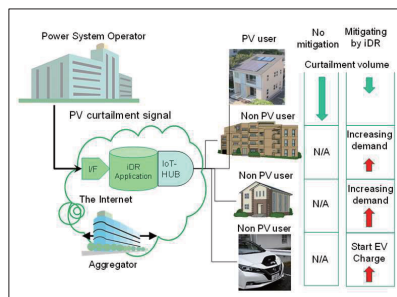 Power System Operator
PV curtailment signal
I/F
iDR
Application
IoT-
HUB
The Internet
Aggregator
PV user
Non PV user
Non PV user
Non PV user
No
mitigation
Mitigating
by iDR
Curtailment volume
N/A
Increasing
demand
N/A
Increasing
demand
N/A
Start EV
Charge